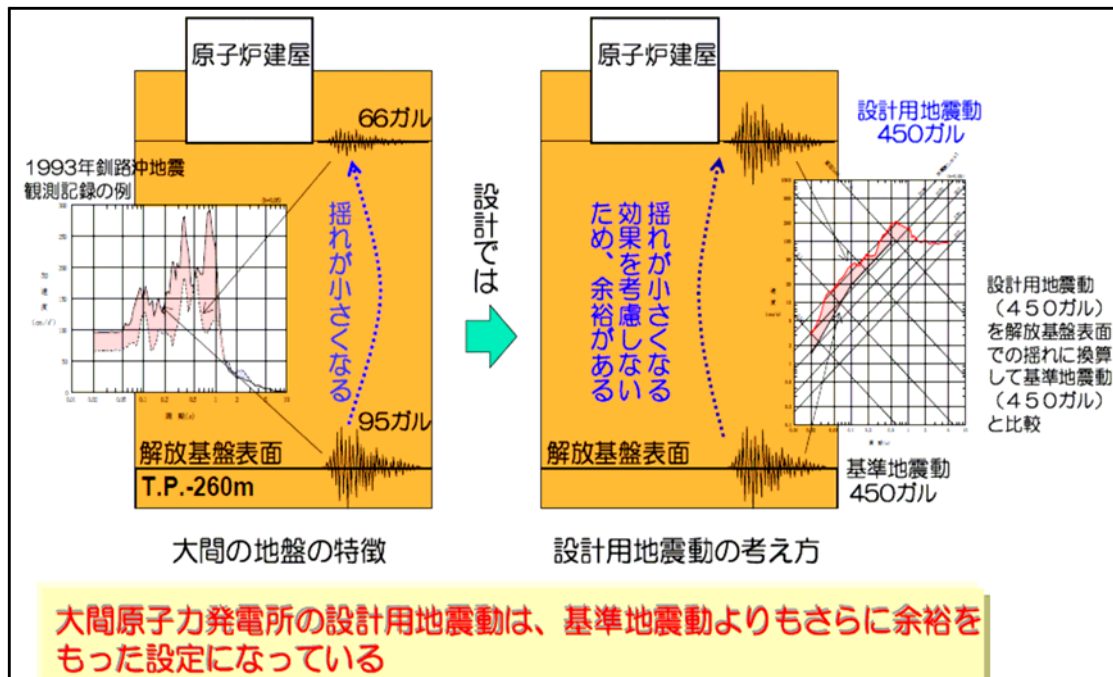 原子炉建屋
66ガル
1993年釧路沖地震
観測記録の例
揺れが小さくなる
95ガル
解放基盤表面
T.P.-260m
大間の地盤の特徴
設計では
原子炉建屋
設計用地震動
450ガル
揺れが小さくなる
効果を考慮しない
ため、余裕がある
設計用地震動
（450ガル）
を解放基盤表面
での揺れに換算
して基準地震動
（450ガル）
と比較
解放基盤表面
基準地震動
450ガル
設計用地震動の考え方
大間原子力発電所の設計用地震動は、基準地震動よりもさらに余裕を
もった設定になっている